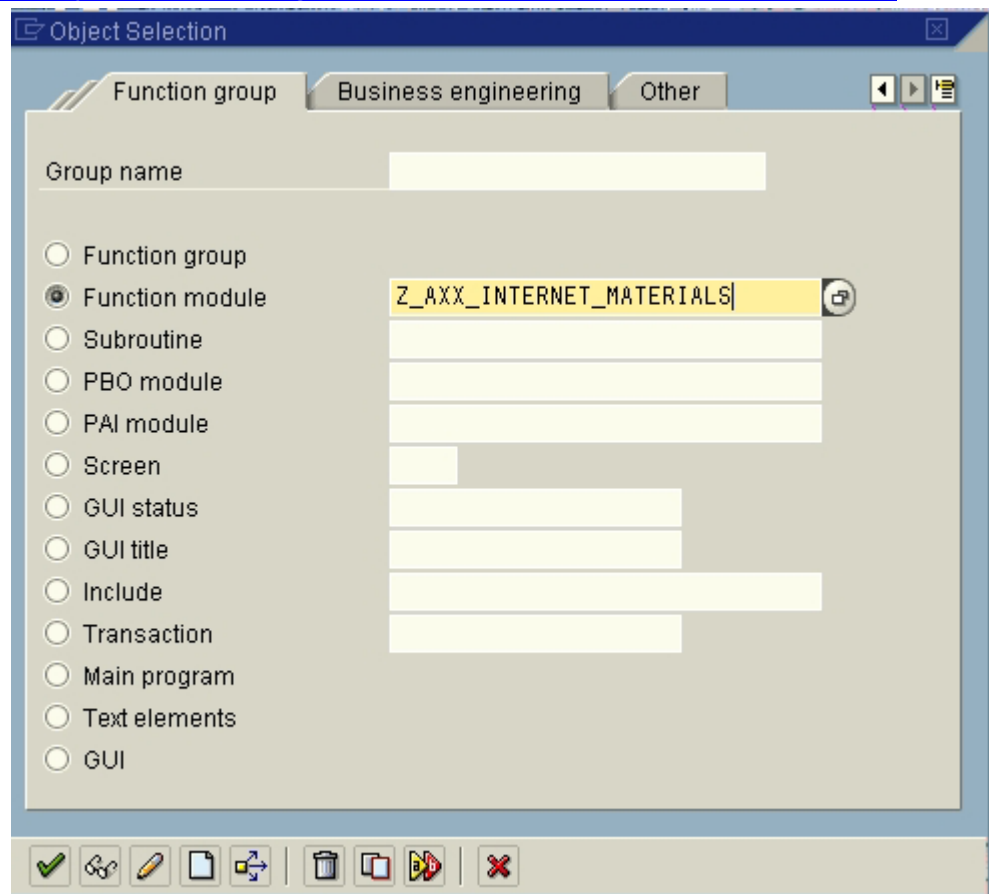 Object Selection
Function group Business engineering Other
Group name
Function group
Function module Z_AXX_INTERNET_MATERIALS
Subroutine
PBO module
PAI module
Screen
GUI status
GUI title
Include
Transaction
Main program
Text elements
GUI